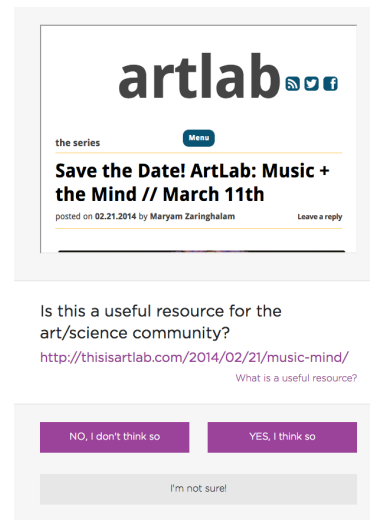 artlab
Menu
the series
Save the Date! ArtLab: Music +
the Mind // March 11th
posted on 02.21.2014 by Maryam Zaringhalam Leave a reply
Is this a useful resource for the
art/science community?
http://thisisartlab.com/2014/02/21/music-mind/
What is a useful resource?
NO, I don't think so YES, I think so
I'm not sure!